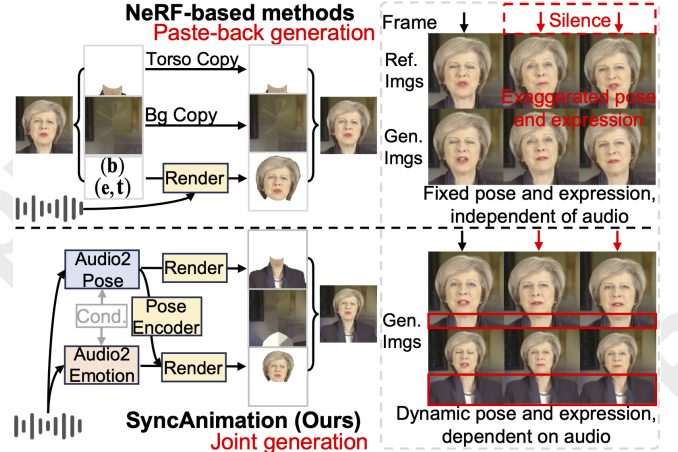 NeRF-based methods
Paste-back generation
Torso Copy
Bg Copy
(b)
(e, t)
Render
Frame
Silence
Ref.
Imgs
Exaggerated pose
and expression
Gen.
Imgs
Fixed pose and expression,
independent of audio
Audio2
Pose
Render
Cond.
Pose
Encoder
Audio2
Emotion
Render
SyncAnimation (Ours)
Joint generation
Gen.
Imgs
Dynamic pose and expression,
dependent on audio